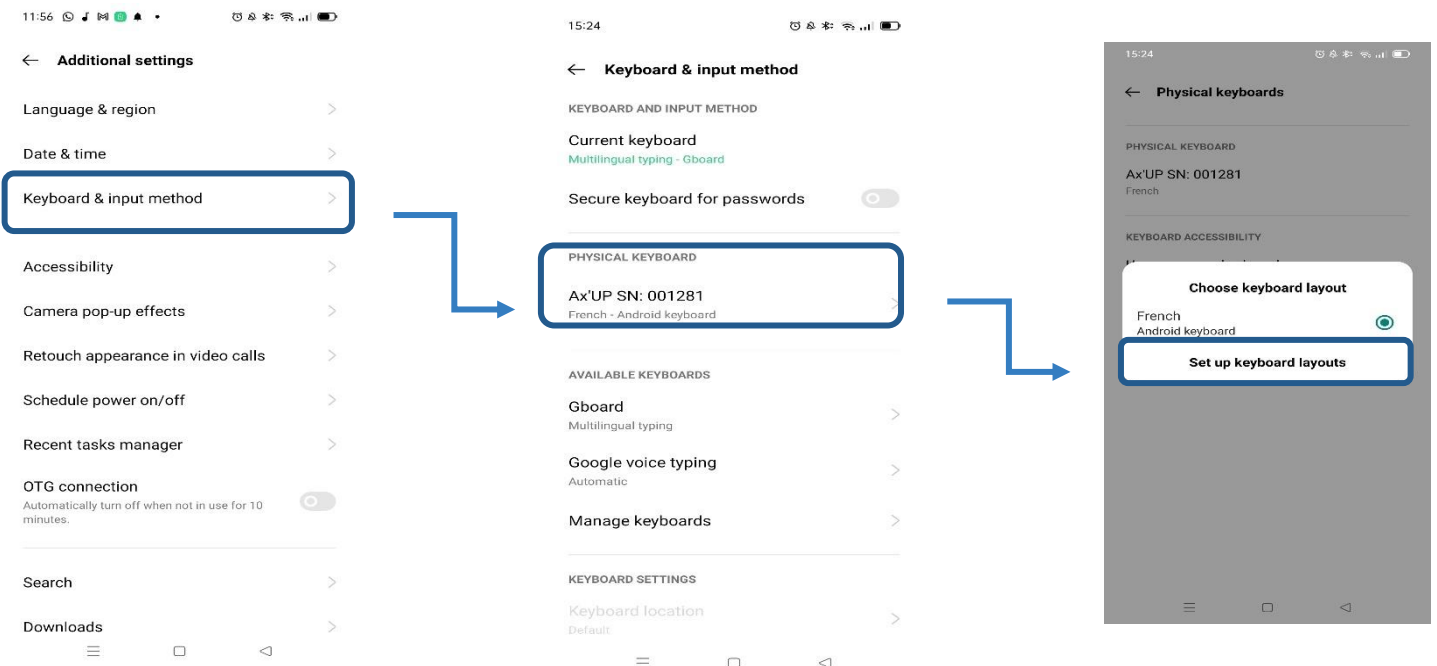 11:56
Additional settings
Language & region
Date & time
Keyboard & input method
Accessibility
Camera pop-up effects
Retouch appearance in video calls
Schedule power on/off
Recent tasks manager
OTG connection
Automatically turn off when not in use for 10
minutes.
Search
Downloads
15:24
Keyboard & input method
KEYBOARD AND INPUT METHOD
Current keyboard
Multilingual typing - Gboard
Secure keyboard for passwords
PHYSICAL KEYBOARD
Ax'UP SN: 001281
French - Android keyboard
AVAILABLE KEYBOARDS
Gboard
Multilingual typing
Google voice typing
Automatic
Manage keyboards
KEYBOARD SETTINGS
Keyboard location
Default
15:24
Physical keyboards
PHYSICAL KEYBOARD
Ax'UP SN: 001281
French
KEYBOARD ACCESSIBILITY
Choose keyboard layout
French
Android keyboard
Set up keyboard layouts